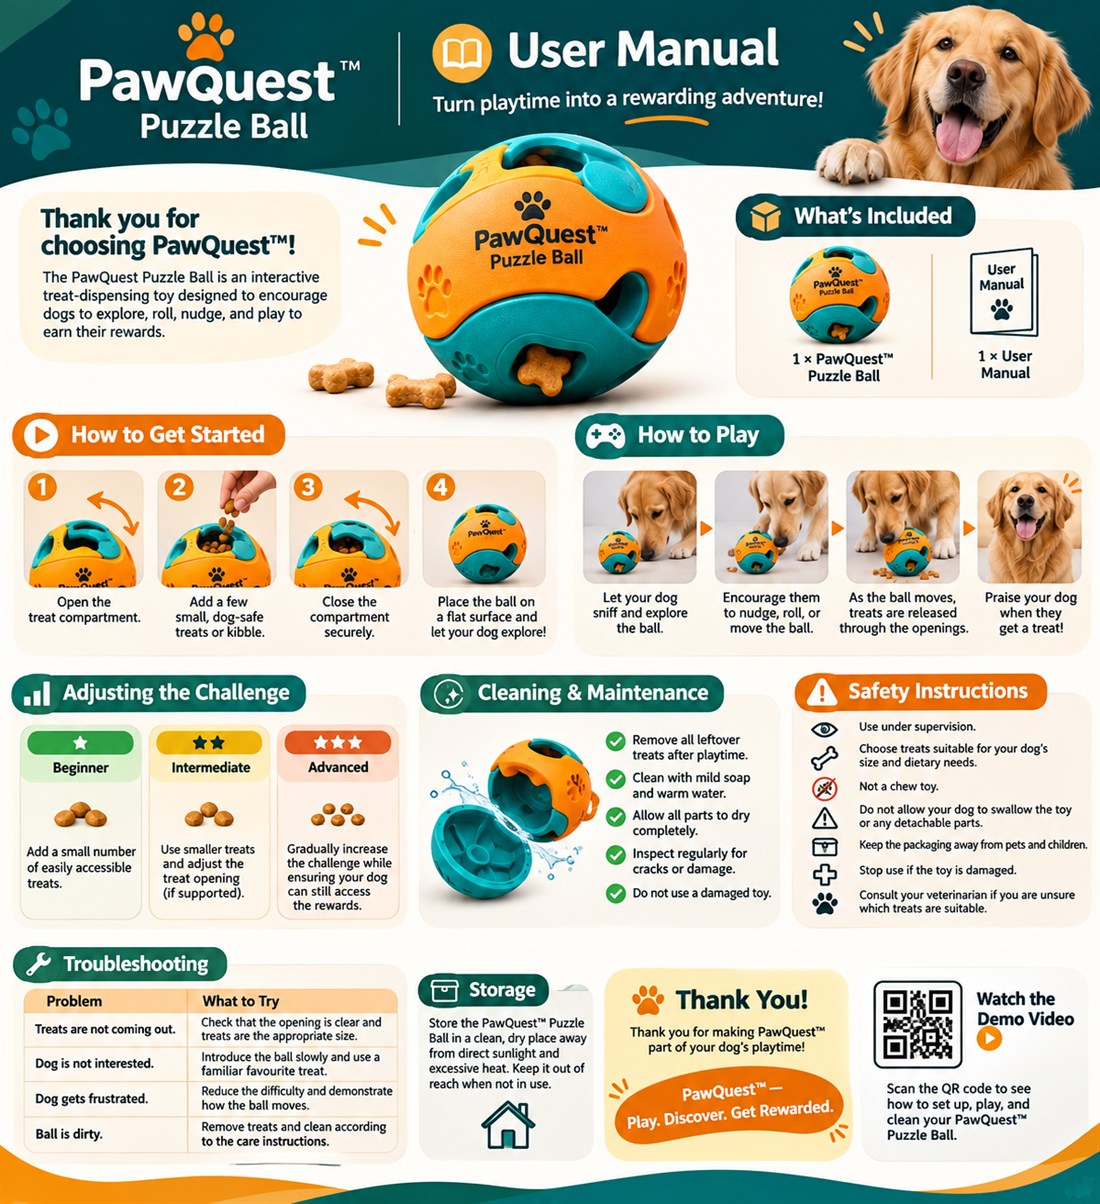 PawQuest™
Puzzle Ball
User Manual
Turn playtime into a rewarding adventure!
Thank you for
choosing PawQuest™!
The PawQuest Puzzle Ball is an interactive
treat-dispensing toy designed to encourage
dogs to explore, roll, nudge, and play to
earn their rewards.
PawQuest™
Puzzle Ball
What's Included
PawQuest™
Puzzle Ball
1 × PawQuest™
Puzzle Ball
User
Manual
1 × User
Manual
How to Get Started
1
Open the
treat compartment.
2
Add a few
small, dog-safe
treats or kibble.
3
Close the
compartment
securely.
4
PawQuest™
Place the ball on
a flat surface and
let your dog explore!
How to Play
Let your dog
sniff and explore
the ball.
Encourage them
to nudge, roll, or
move the ball.
As the ball moves,
treats are released
through the openings.
Praise your dog
when they
get a treat!
Adjusting the Challenge
Beginner
Add a small number
of easily accessible
treats.
Intermediate
Use smaller treats
and adjust the
treat opening
(if supported).
Advanced
Gradually increase
the challenge while
ensuring your dog
can still access
the rewards.
Cleaning & Maintenance
Remove all leftover
treats after playtime.
Clean with mild soap
and warm water.
Allow all parts to dry
completely.
Inspect regularly for
cracks or damage.
Do not use a damaged toy.
Safety Instructions
Use under supervision.
Choose treats suitable for your dog's
size and dietary needs.
Not a chew toy.
Do not allow your dog to swallow the toy
or any detachable parts.
Keep the packaging away from pets and children.
Stop use if the toy is damaged.
Consult your veterinarian if you are unsure
which treats are suitable.
Troubleshooting
Problem
What to Try
Treats are not coming out.
Check that the opening is clear and
treats are the appropriate size.
Dog is not interested.
Introduce the ball slowly and use a
familiar favourite treat.
Dog gets frustrated.
Reduce the difficulty and demonstrate
how the ball moves.
Ball is dirty.
Remove treats and clean according
to the care instructions.
Storage
Store the PawQuest™ Puzzle
Ball in a clean, dry place away
from direct sunlight and
excessive heat. Keep it out of
reach when not in use.
Thank You!
Thank you for making PawQuest™
part of your dog's playtime!
PawQuest™ —
Play. Discover. Get Rewarded.
Watch the
Demo Video
Scan the QR code to see
how to set up, play, and
clean your PawQuest™
Puzzle Ball.